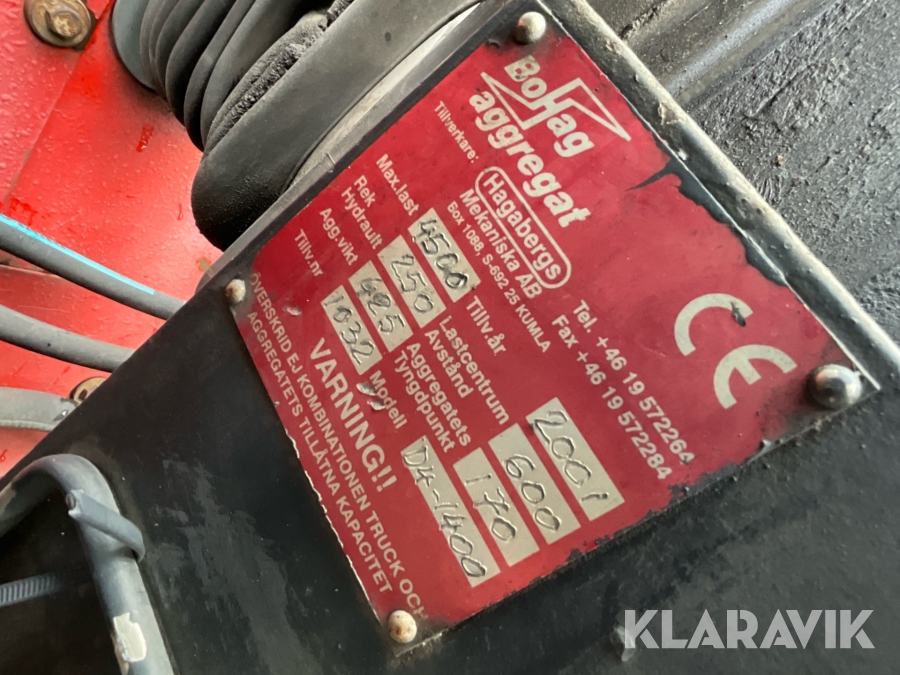 BoHag
aggregat
Tillverkare:
Hagabergs
Mekaniska AB
Box 1088, S-692 25 KUMLA
Tel. +46 19 572264
Fax +46 19 572284
CE
Max.last 4500 Tillv.år 2001
Rek Hydrault 250 Lastcentrum Avstånd 600
Agg.vikt 425 Aggregatets Tyngdpunkt 170
Tillv.nr 1032 Modell D4-1400
VARNING!!
ÖVERSKRID EJ KOMBINATIONEN TRUCK OCH
AGGREGATETS TILLÅTNA KAPACITET
KLARAVIK